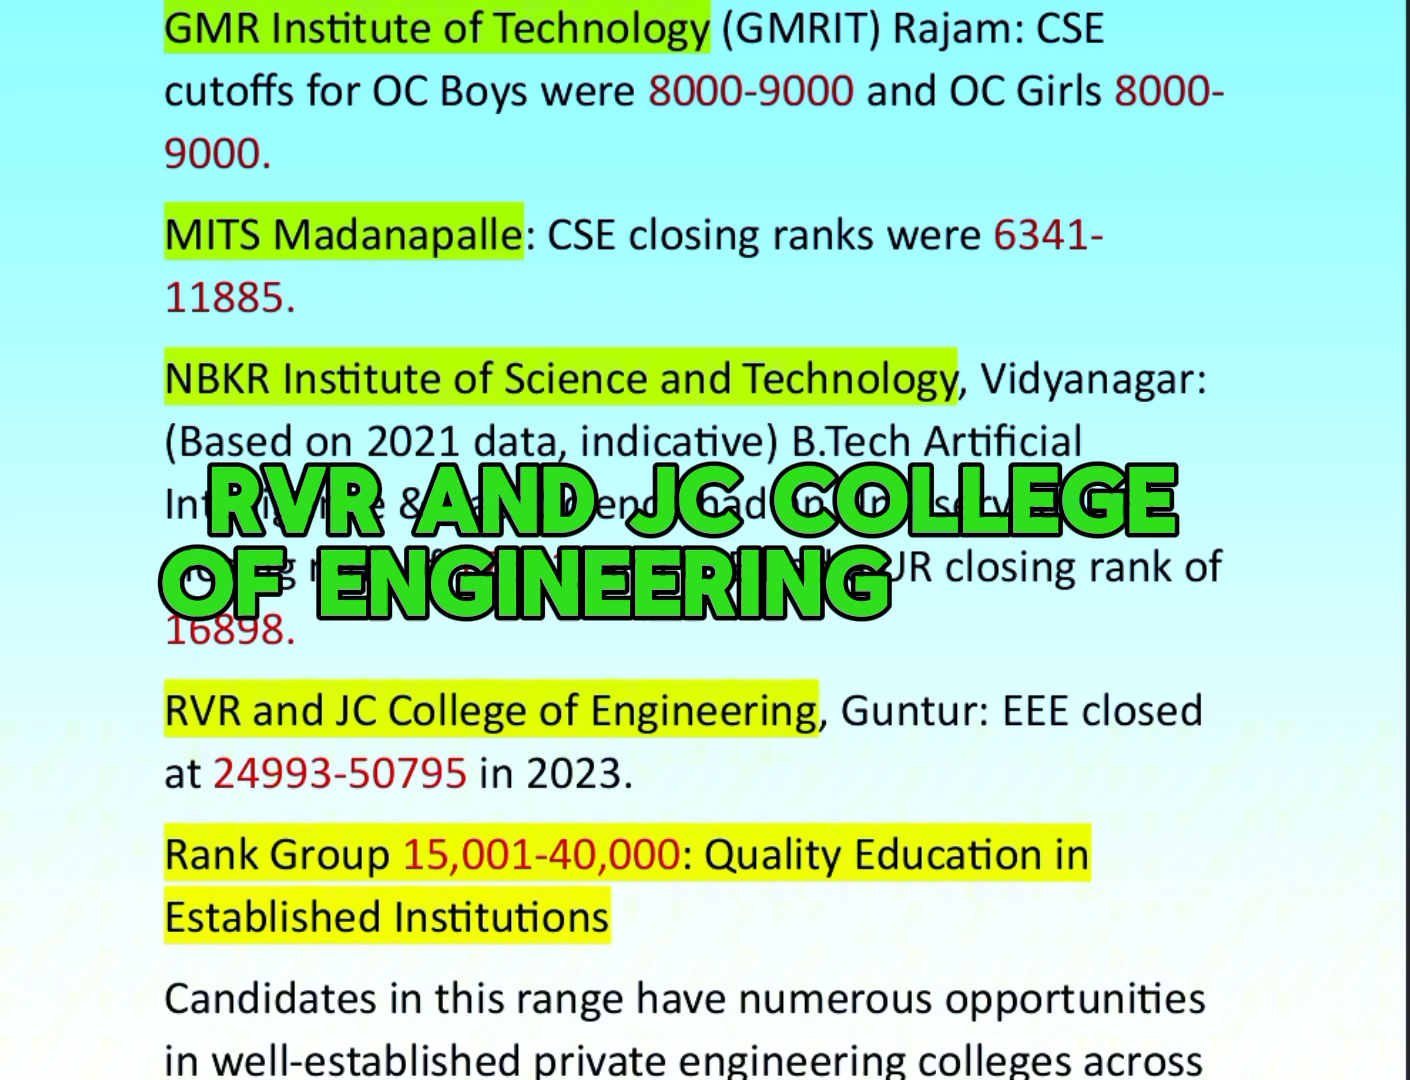 GMR Institute of Technology (GMRIT) Rajam: CSE
cutoffs for OC Boys were 8000-9000 and OC Girls 8000-
9000.
MITS Madanapalle: CSE closing ranks were 6341-
11885.
NBKR Institute of Science and Technology, Vidyanagar:
(Based on 2021 data, indicative) B.Tech Artificial
RVR AND JC COLLEGE
OF ENGINEERING
closing rank of
16898.
RVR and JC College of Engineering, Guntur: EEE closed
at 24993-50795 in 2023.
Rank Group 15,001-40,000: Quality Education in
Established Institutions
Candidates in this range have numerous opportunities
in well-established private engineering colleges across